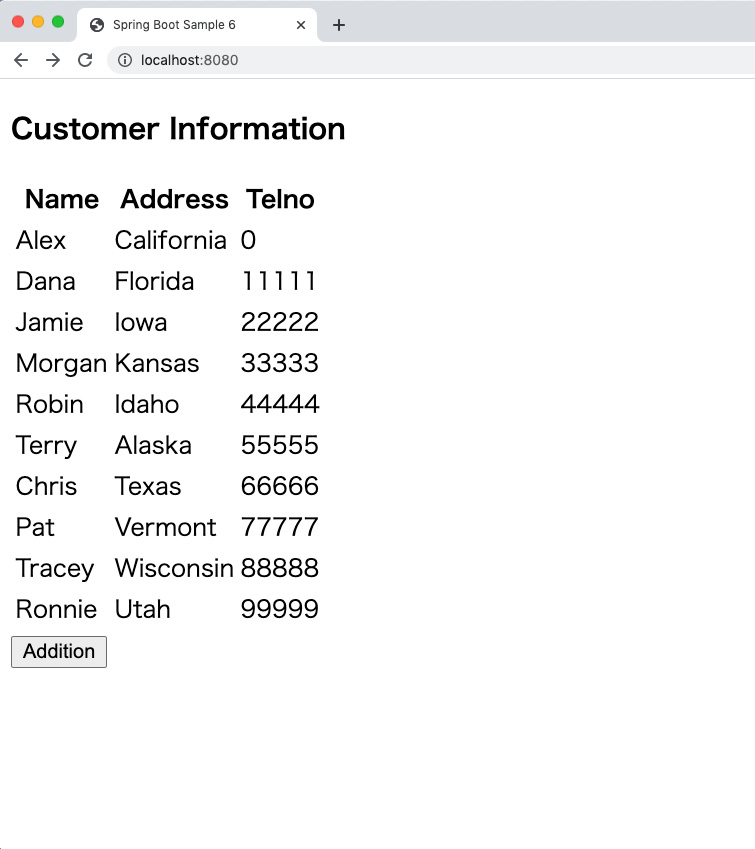 Spring Boot Sample 6
localhost:8080
Customer Information
Name Address Telno
Alex California 0
Dana Florida 11111
Jamie Iowa 22222
Morgan Kansas 33333
Robin Idaho 44444
Terry Alaska 55555
Chris Texas 66666
Pat Vermont 77777
Tracey Wisconsin 88888
Ronnie Utah 99999
Addition